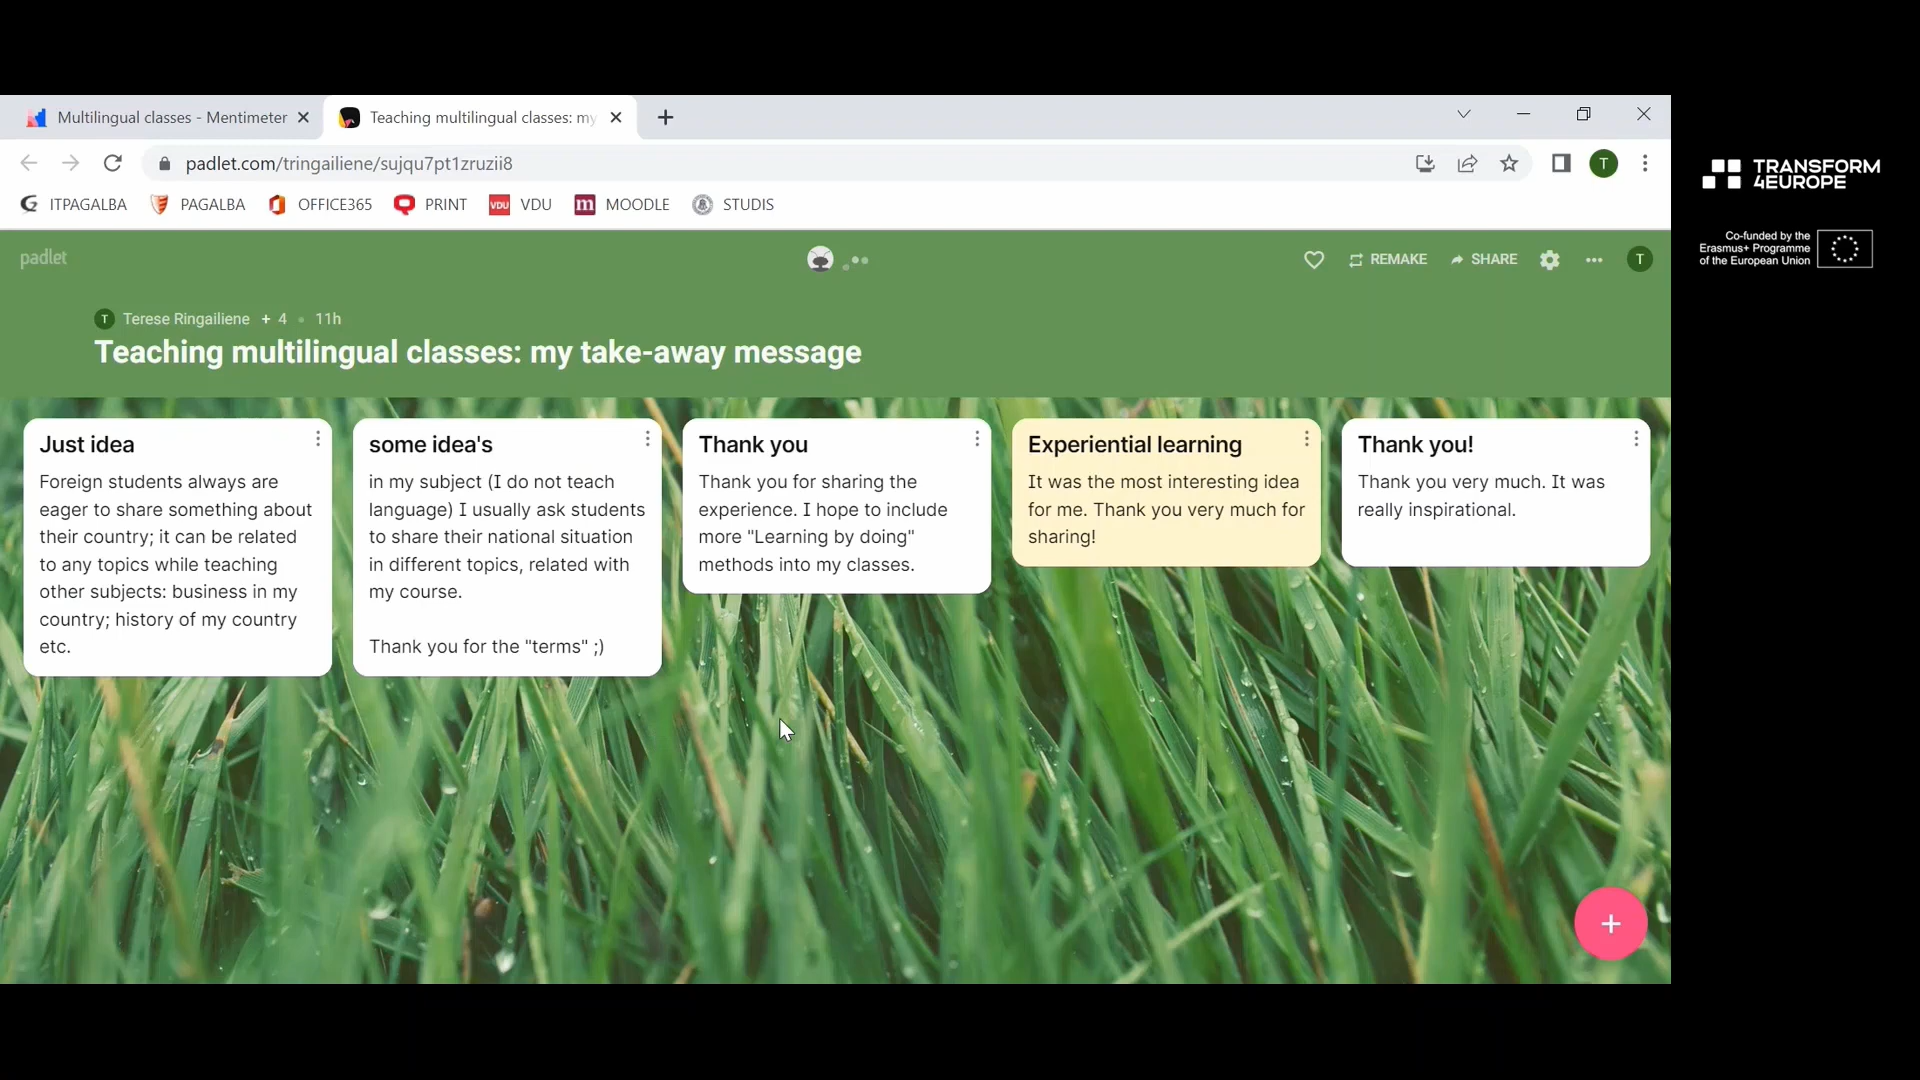 Multilingual classes - Mentimeter
Teaching multilingual classes: my
padlet.com/tringailiene/sujqu7pt1zruzii8
T
ITPAGALBA
PAGALBA
OFFICE365
PRINT
VDU
VDU
m
MOODLE
STUDIS
TRANSFORM
4EUROPE
Co-funded by the
Erasmus+ Programme
of the European Union
padlet
REMAKE
SHARE
T
T
Terese Ringailiene + 4 • 11h
Teaching multilingual classes: my take-away message
Just idea
Foreign students always are
eager to share something about
their country; it can be related
to any topics while teaching
other subjects: business in my
country; history of my country
etc.
some idea's
in my subject (I do not teach
language) I usually ask students
to share their national situation
in different topics, related with
my course.
Thank you for the "terms" ;)
Thank you
Thank you for sharing the
experience. I hope to include
more "Learning by doing"
methods into my classes.
Experiential learning
It was the most interesting idea
for me. Thank you very much for
sharing!
Thank you!
Thank you very much. It was
really inspirational.